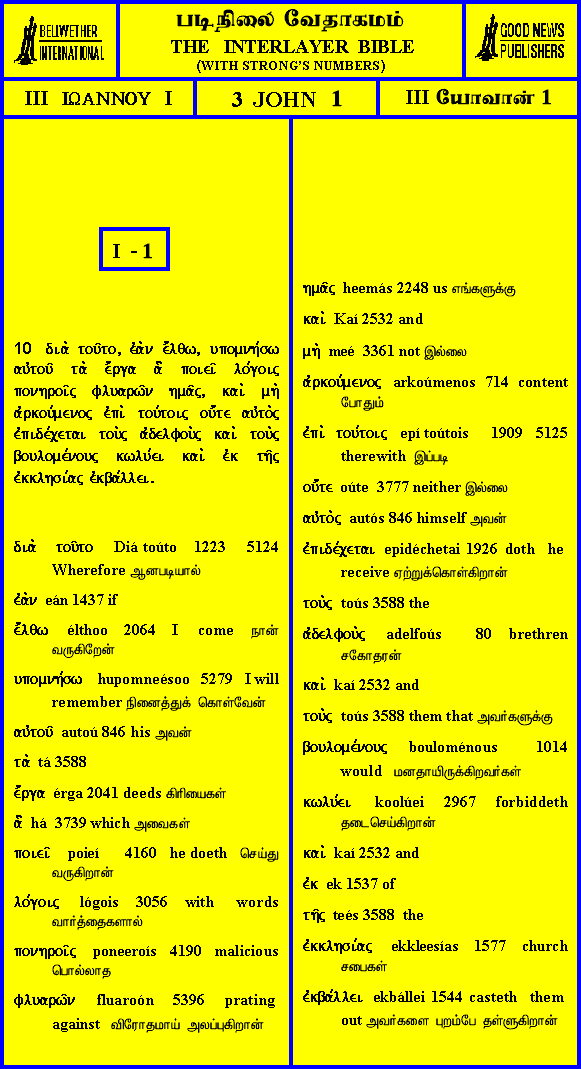 BELLWETHER
INTERNATIONAL
படிநிலை வேதாகமம்
THE INTERLAYER BIBLE
(WITH STRONG'S NUMBERS)
GOOD NEWS
PUBLISHERS
III ΙΩΑΝΝΟΥ I
3 JOHN 1
III யோவான் 1
I - 1
10 διὰ τοῦτο, ἐὰν ἔλθω, υπομνήσω
αὐτοῦ τὰ ἔργα ἃ ποιεῖ λόγοις
πονηροῖς φλυαρῶν ημᾶς, καὶ μὴ
ἀρκούμενος ἐπὶ τούτοις οὔτε αὐτὸς
ἐπιδέχεται τοὺς ἀδελφοὺς καὶ τοὺς
βουλομένους κωλύει καὶ ἐκ τῆς
ἐκκλησίας ἐκβάλλει.
διὰ τοῦτο Diá toúto 1223 5124
Wherefore ஆனபடியால்
ἐὰν eán 1437 if
ἔλθω élthoo 2064 I come நான்
வருகிறேன்
υπομνήσω hupomneésoo 5279 I will
remember நினைத்துக் கொள்வேன்
αὐτοῦ autoú 846 his அவன்
τὰ tá 3588
ἔργα érga 2041 deeds கிரியைகள்
ἃ há 3739 which அவைகள்
ποιεῖ poieí 4160 he doeth செய்து
வருகிறான்
λόγοις lógois 3056 with words
வார்த்தைகளால்
πονηροῖς poneeroís 4190 malicious
பொல்லாத
φλυαρῶν fluaroón 5396 prating
against விரோதமாய் அலப்புகிறான்
ημᾶς heemás 2248 us எங்களுக்கு
καὶ Kaí 2532 and
μὴ meé 3361 not இல்லை
ἀρκούμενος arkoúmenos 714 content
போதும்
ἐπὶ τούτοις epí toútois 1909 5125
therewith இப்படி
οὔτε oúte 3777 neither இல்லை
αὐτὸς autós 846 himself அவன்
ἐπιδέχεται epidéchetai 1926 doth he
receive ஏற்றுக்கொள்கிறான்
τοὺς toús 3588 the
ἀδελφοὺς adelfoús 80 brethren
சகோதரன்
καὶ kaí 2532 and
τοὺς toús 3588 them that அவர்களுக்கு
βουλομένους bouloménous 1014
would மனதாயிருக்கிறவர்கள்
κωλύει koolúei 2967 forbiddeth
தடைசெய்கிறான்
καὶ kaí 2532 and
ἐκ ek 1537 of
τῆς teés 3588 the
ἐκκλησίας ekkleesías 1577 church
சபைகள்
ἐκβάλλει ekbállei 1544 casteth them
out அவர்களை புறம்பே தள்ளுகிறான்